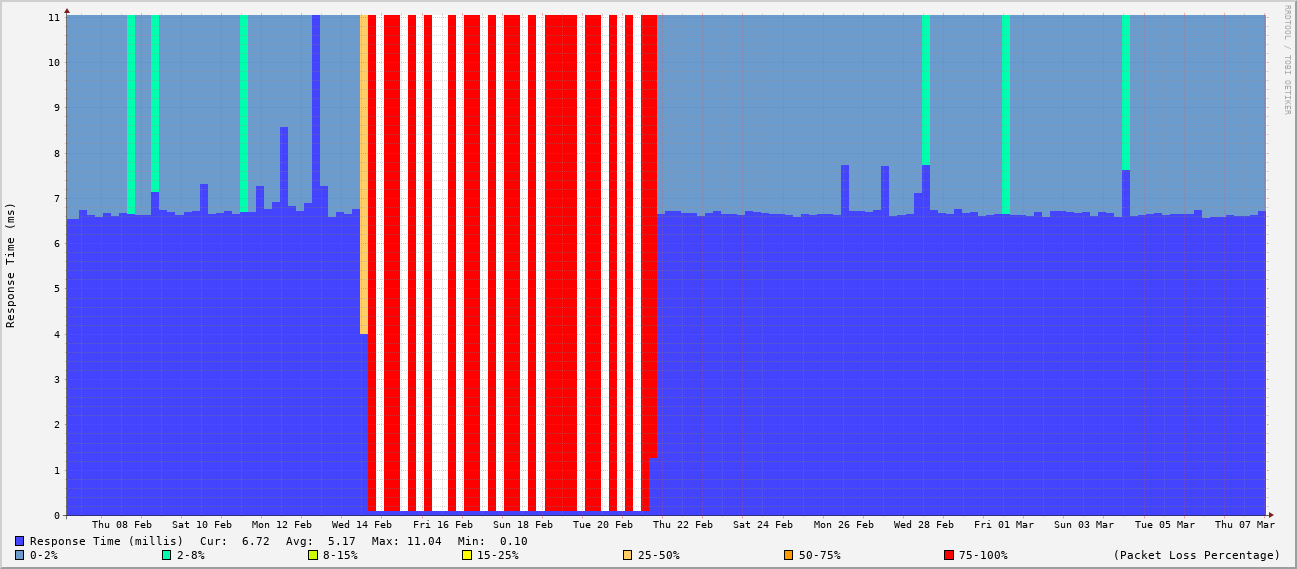 11
10
9
8
7
6
5
4
3
2
1
0
Response Time (ms)
RRDTOOL / TOBI OETIKER
Thu 08 Feb Sat 10 Feb Mon 12 Feb Wed 14 Feb Fri 16 Feb Sun 18 Feb Tue 20 Feb Thu 22 Feb Sat 24 Feb Mon 26 Feb Wed 28 Feb Fri 01 Mar Sun 03 Mar Tue 05 Mar Thu 07 Mar
Response Time (millis) Cur: 6.72 Avg: 5.17 Max: 11.04 Min: 0.10
0-2% 2-8% 8-15% 15-25% 25-50% 50-75% 75-100% (Packet Loss Percentage)